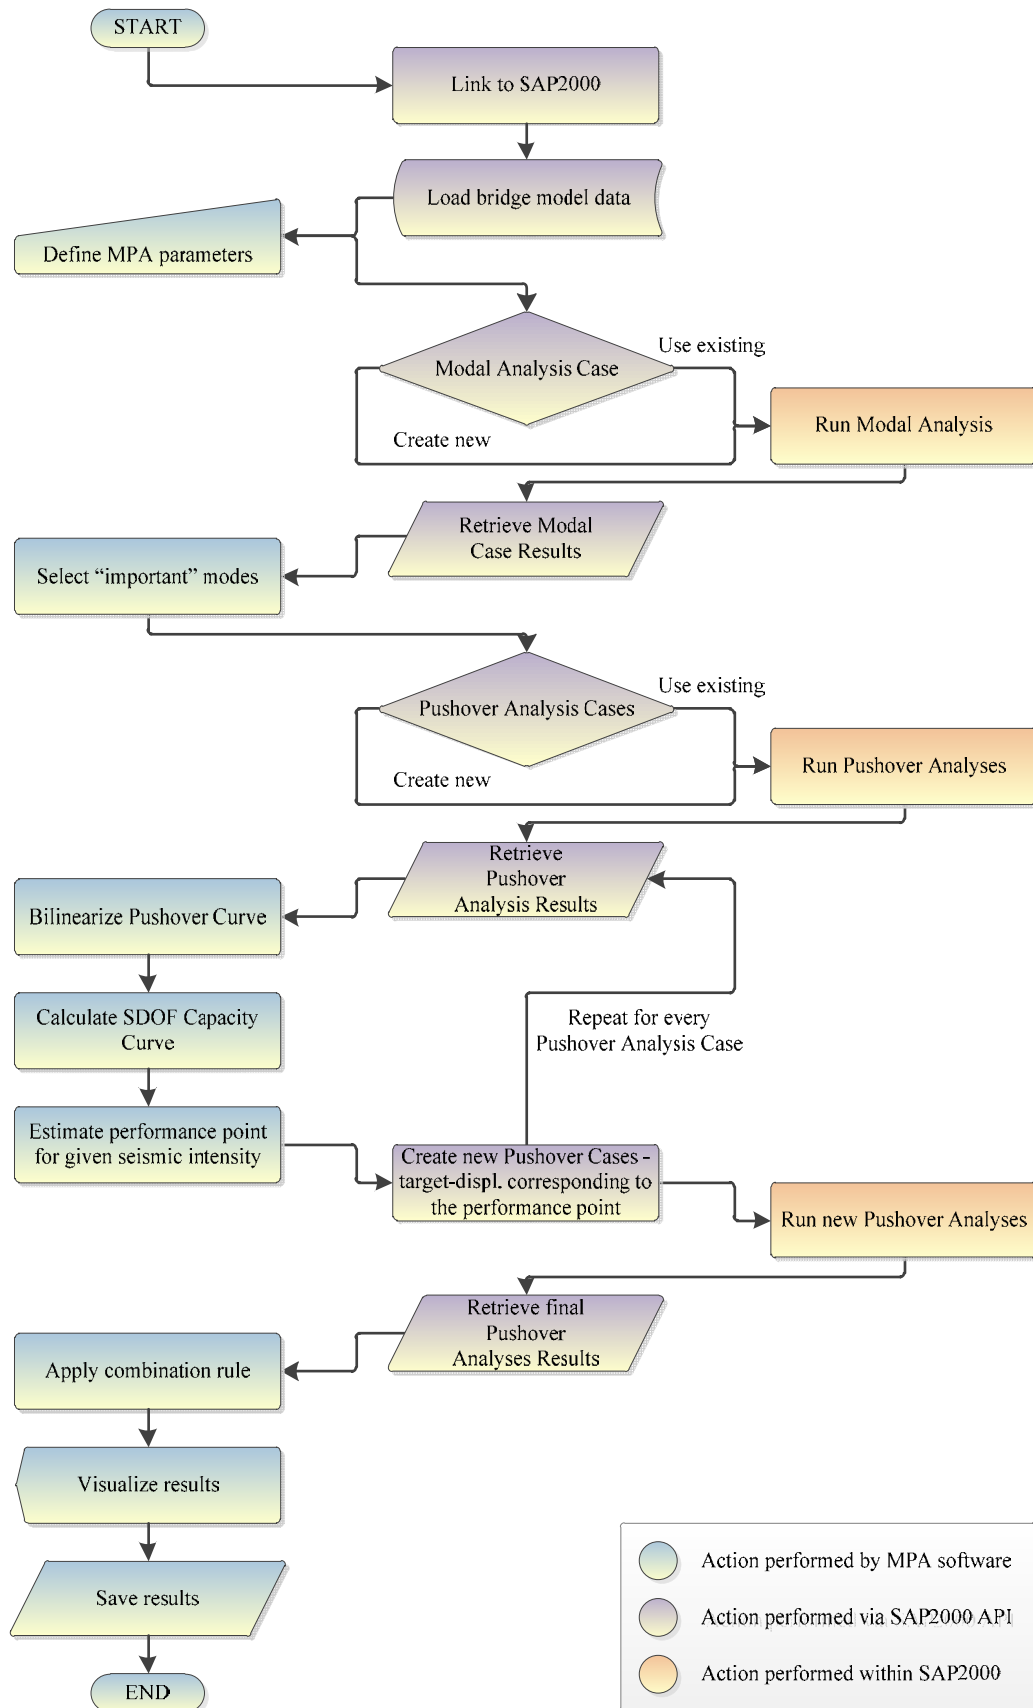 START
Link to SAP2000
Load bridge model data
Define MPA parameters
Use existing
Modal Analysis Case
Create new
Run Modal Analysis
Retrieve Modal
Case Results
Select “important” modes
Use existing
Pushover Analysis Cases
Create new
Run Pushover Analyses
Retrieve
Pushover
Analysis Results
Bilinearize Pushover Curve
Calculate SDOF Capacity
Curve
Repeat for every
Pushover Analysis Case
Estimate performance point
for given seismic intensity
Create new Pushover Cases -
target-displ. corresponding to
the performance point
Run new Pushover Analyses
Retrieve final
Pushover
Analyses Results
Apply combination rule
Visualize results
Save results
END
Action performed by MPA software
Action performed via SAP2000 API
Action performed within SAP2000